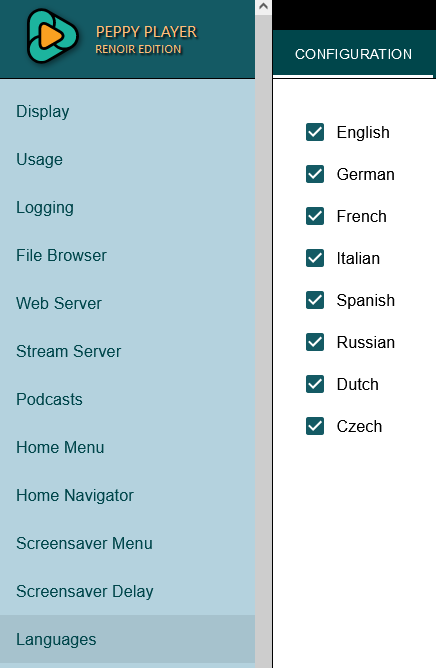 PEPPY PLAYER
RENOIR EDITION
Display
Usage
Logging
File Browser
Web Server
Stream Server
Podcasts
Home Menu
Home Navigator
Screensaver Menu
Screensaver Delay
Languages
CONFIGURATION
English
German
French
Italian
Spanish
Russian
Dutch
Czech